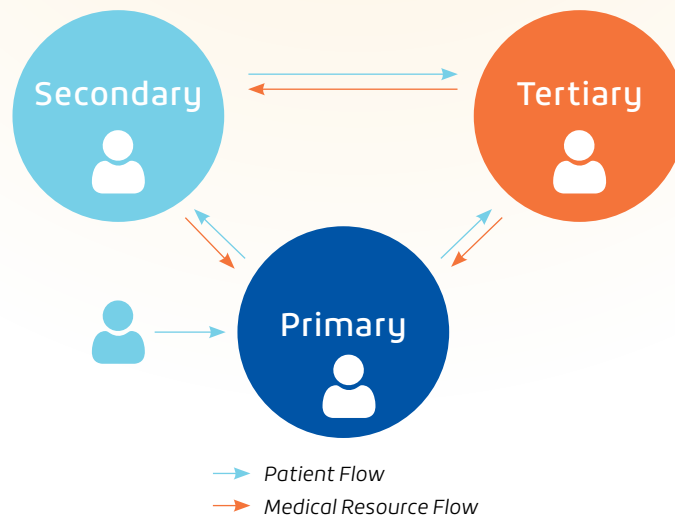 Secondary
Tertiary
Primary
Patient Flow
Medical Resource Flow